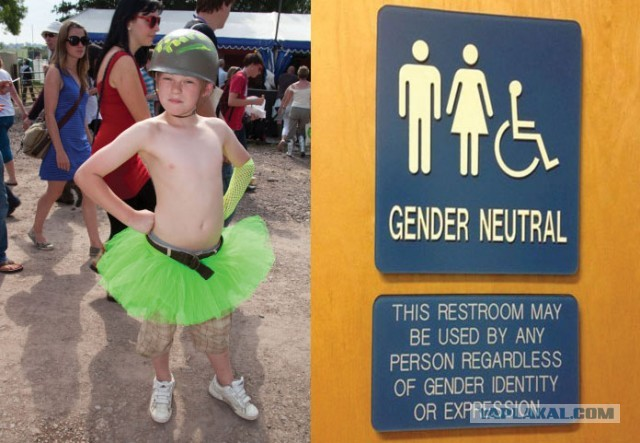 GENDER NEUTRAL
THIS RESTROOM MAY
BE USED BY ANY
PERSON REGARDLESS
OF GENDER IDENTITY
OR EXPRESSION
YAPLAKAL.COM